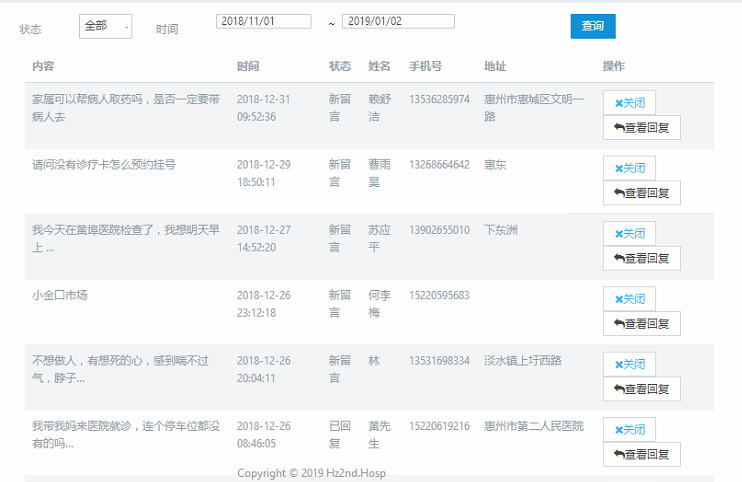 状态 全部 时间 2018/11/01 ~ 2019/01/02 查询
内容 时间 状态 姓名 手机号 地址 操作
家属可以帮病人取药吗，是否一定要带 2018-12-31 新留 赖舒 13536285974 惠州市惠城区文明一 ×关闭
病人去 09:52:36 言 洁 路 查看回复
请问没有诊疗卡怎么预约挂号 2018-12-29 新留 曹雨 13268664642 惠东 ×关闭
18:50:11 言 昊 查看回复
我今天在黄埠医院检查了，我想明天早 2018-12-27 新留 苏应 13902655010 下东洲 ×关闭
上 ... 14:52:20 言 平 查看回复
小金口市场 2018-12-26 新留 何李 15220595683 ×关闭
23:12:18 言 梅 查看回复
不想做人，有想死的心，感到喘不过 2018-12-26 新留 林 13531698334 淡水镇上圩西路 ×关闭
气，脖子... 20:04:11 言 查看回复
我带我妈来医院就诊，连个停车位都没 2018-12-26 已回 黄先 15220619216 惠州市第二人民医院 ×关闭
有的吗... 08:46:05 复 生 查看回复
Copyright © 2019 Hz2nd.Hosp